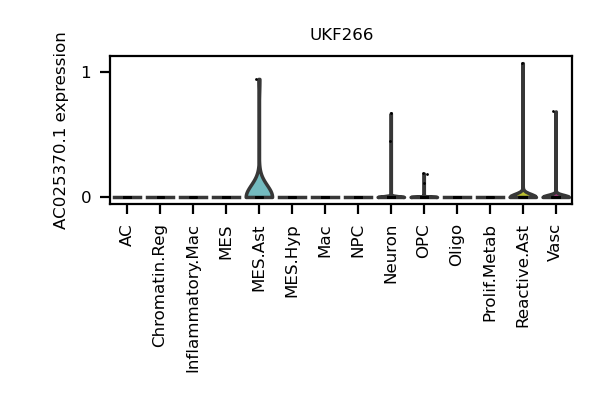 UKF266
AC025370.1 expression
1
0
AC
Chromatin.Reg
Inflammatory.Mac
MES
MES.Ast
MES.Hyp
Mac
NPC
Neuron
OPC
Oligo
Prolif.Metab
Reactive.Ast
Vasc